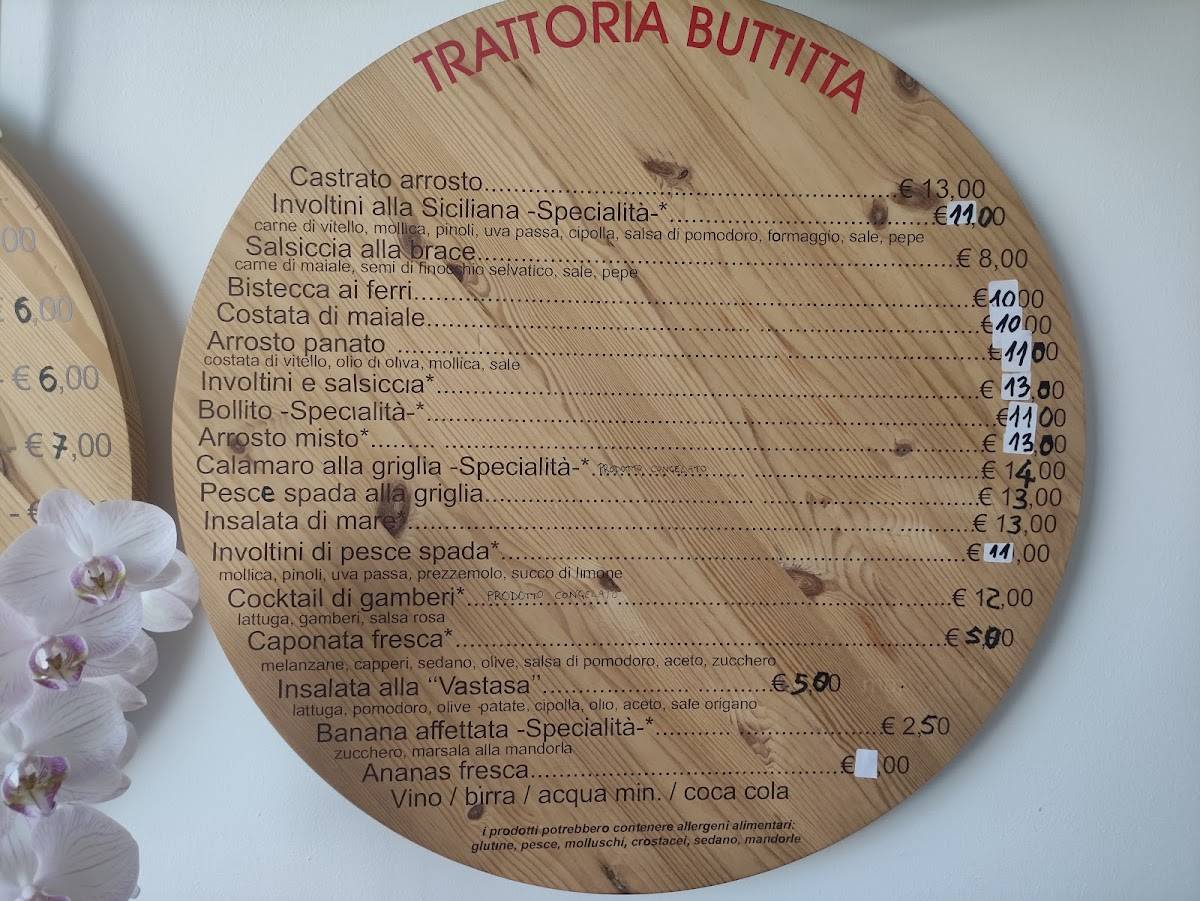 TRATTORIA BUTTITTA
Castrato arrosto € 13,00
Involtini alla Siciliana -Specialità-* € 11,00
carne di vitello, mollica, pinoli, uva passa, cipolla, salsa di pomodoro, formaggio, sale, pepe
Salsiccia alla brace € 8,00
carne di maiale, semi di finocchio selvatico, sale, pepe
Bistecca ai ferri € 10 00
Costata di maiale € 10 00
Arrosto panato € 11 00
costata di vitello, olio di oliva, mollica, sale
Involtini e salsiccia* € 13,00
Bollito -Specialità-* € 11 00
Arrosto misto* € 13,00
Calamaro alla griglia -Specialità-* PRODOTTO CONGELATO € 14,00
Pesce spada alla griglia € 13,00
Insalata di mare* € 13,00
Involtini di pesce spada* € 11,00
mollica, pinoli, uva passa, prezzemolo, succo di limone
Cocktail di gamberi* PRODOTTO CONGELATO € 12,00
lattuga, gamberi, salsa rosa
Caponata fresca* € 5,00
melanzane, capperi, sedano, olive, salsa di pomodoro, aceto, zucchero
Insalata alla “Vastasa” € 5,00
lattuga, pomodoro, olive -patate, cipolla, olio, aceto, sale origano
Banana affettata -Specialità-* € 2,50
zucchero, marsala alla mandorla
Ananas fresca € ,00
Vino / birra / acqua min. / coca cola
i prodotti potrebbero contenere allergeni alimentari:
glutine, pesce, molluschi, crostacei, sedano, mandorle
00
€ 6,00
- € 6,00
- € 7,00
- €